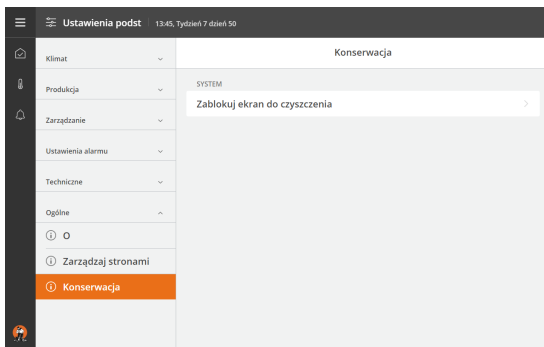 Ustawienia podst 13:45, Tydzień 7 dzień 50
Klimat
Produkcja
Zarządzanie
Ustawienia alarmu
Techniczne
Ogólne
O
Zarządzaj stronami
Konserwacja
Konserwacja
SYSTEM
Zablokuj ekran do czyszczenia